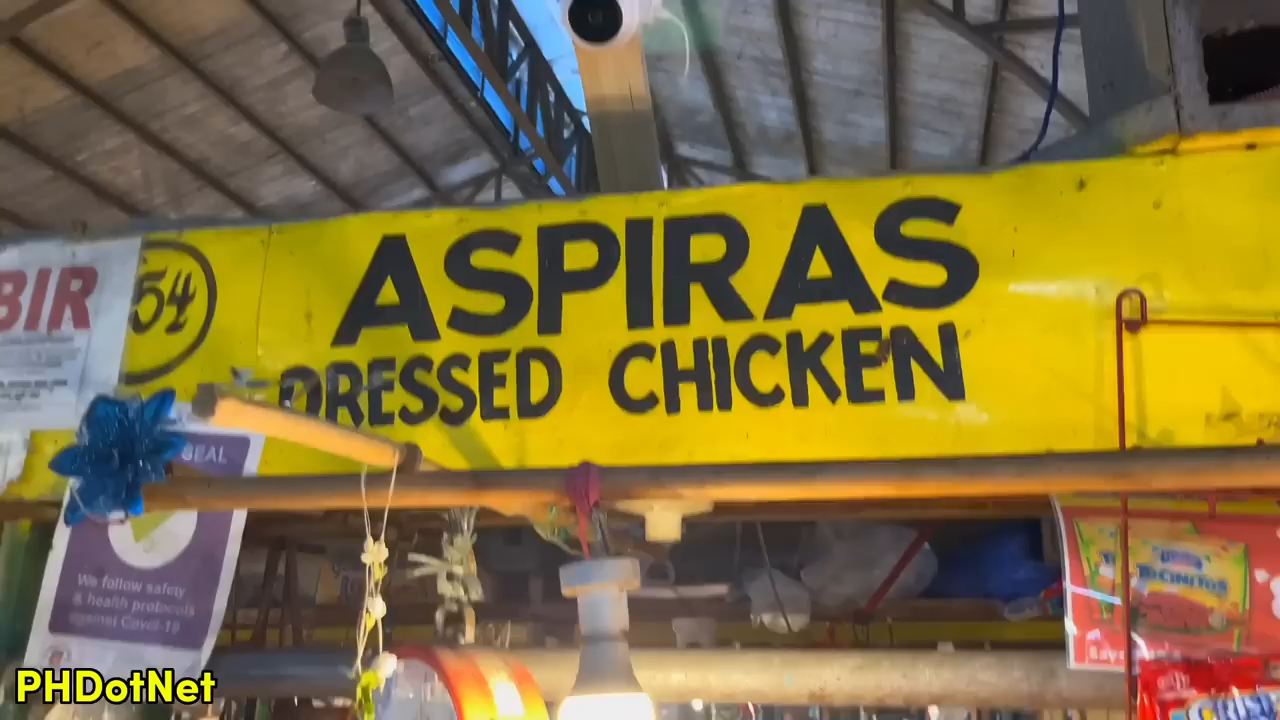 BIR
54
ASPIRAS
DRESSED CHICKEN
SEAL
We follow safety
& health protocols
against Covid-19
PHDotNet